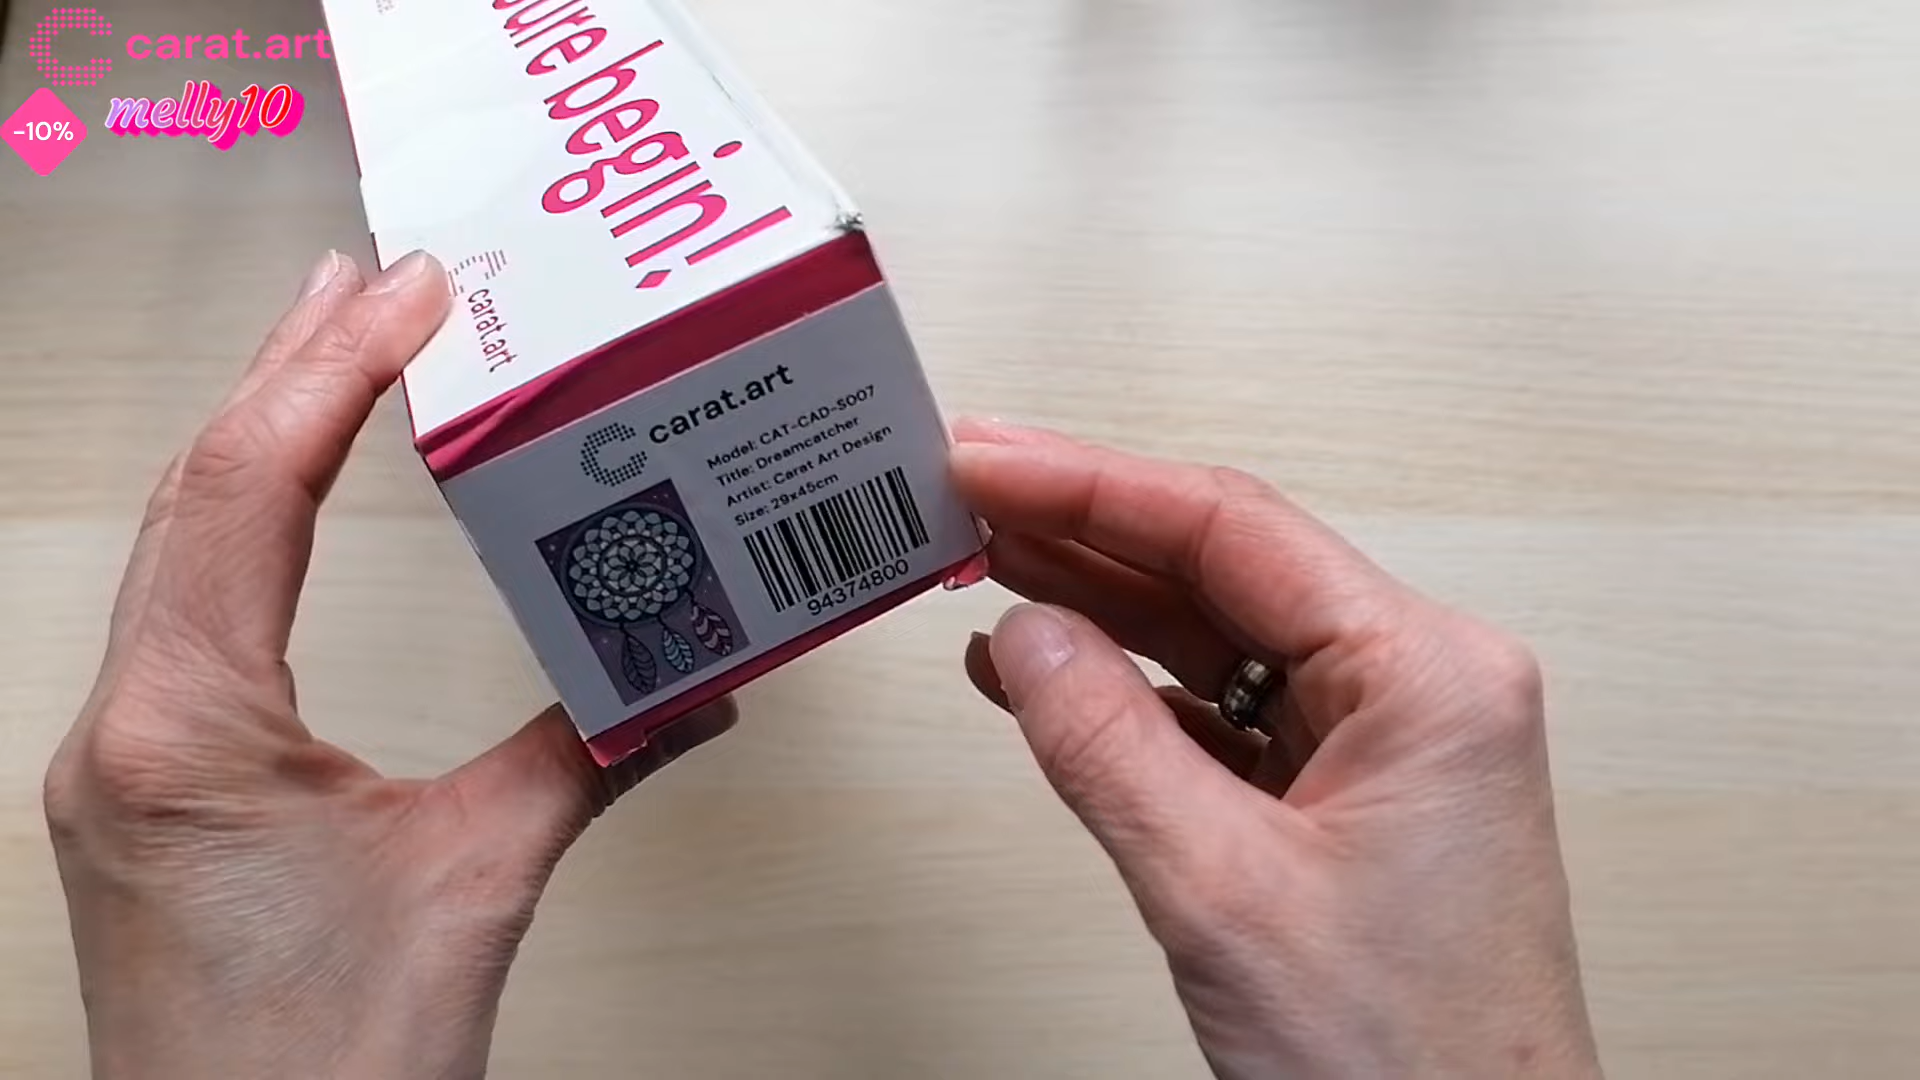 carat.art
melly10
-10%
ure begin!
carat.art
carat.art
Model: CAT-CAD-S007
Title: Dreamcatcher
Artist: Carat Art Design
Size: 29x45cm
94374800